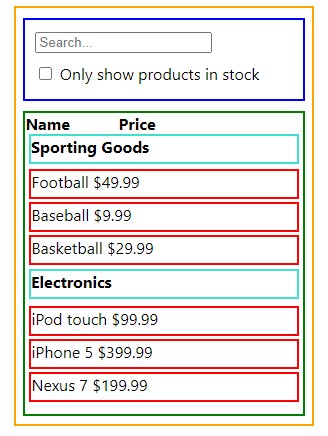 Search...
Only show products in stock
Name Price
Sporting Goods
Football $49.99
Baseball $9.99
Basketball $29.99
Electronics
iPod touch $99.99
iPhone 5 $399.99
Nexus 7 $199.99